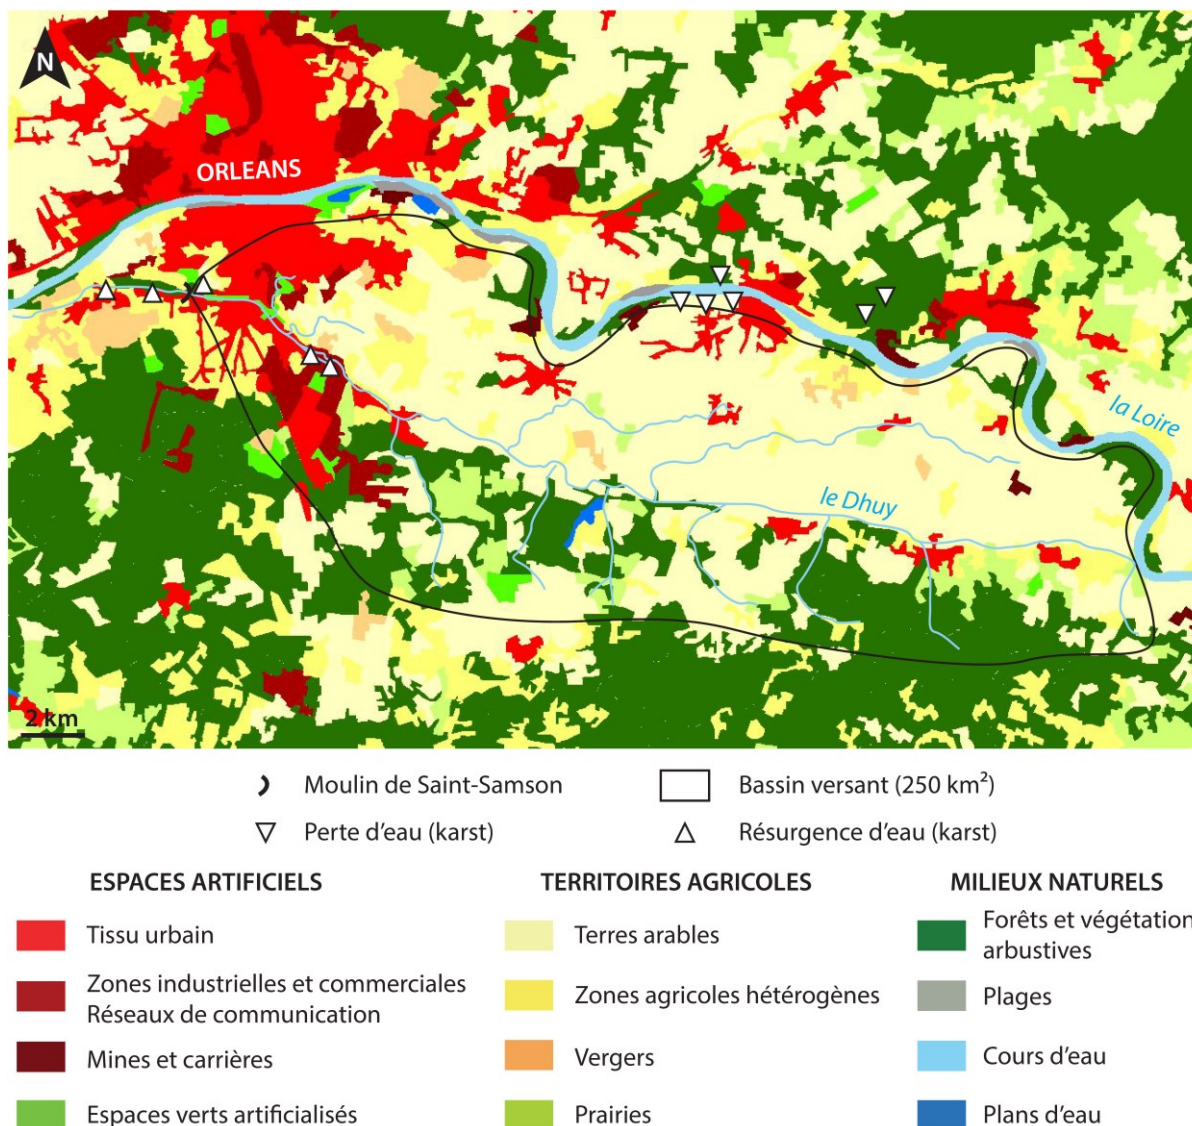 N
ORLEANS
la Loire
le Dhuy
2 km
Moulin de Saint-Samson
Bassin versant (250 km²)
Perte d'eau (karst)
Résurgence d'eau (karst)
ESPACES ARTIFICIELS
Tissu urbain
Zones industrielles et commerciales
Réseaux de communication
Mines et carrières
Espaces verts artificialisés
TERRITOIRES AGRICOLES
Terres arables
Zones agricoles hétérogènes
Vergers
Prairies
MILIEUX NATURELS
Forêts et végétation
arbustives
Plages
Cours d'eau
Plans d'eau